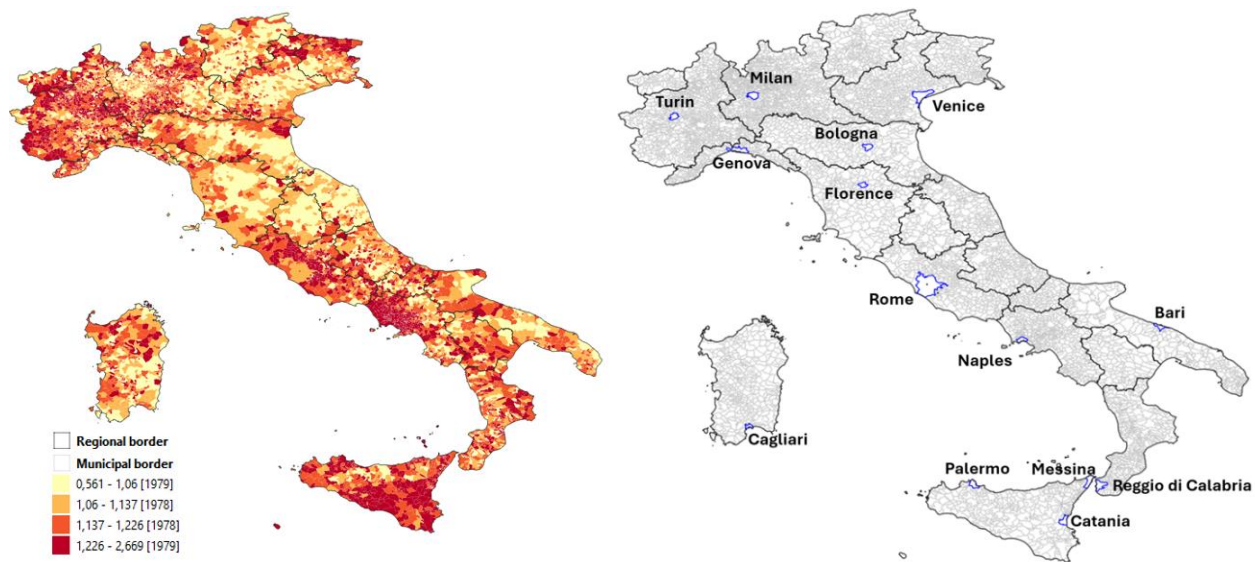 Regional border
Municipal border
0,561 - 1,06 [1979]
1,06 - 1,137 [1978]
1,137 - 1,226 [1978]
1,226 - 2,669 [1979]
Milan
Turin
Venice
Bologna
Genova
Florence
Rome
Bari
Naples
Cagliari
Palermo
Messina
Reggio di Calabria
Catania